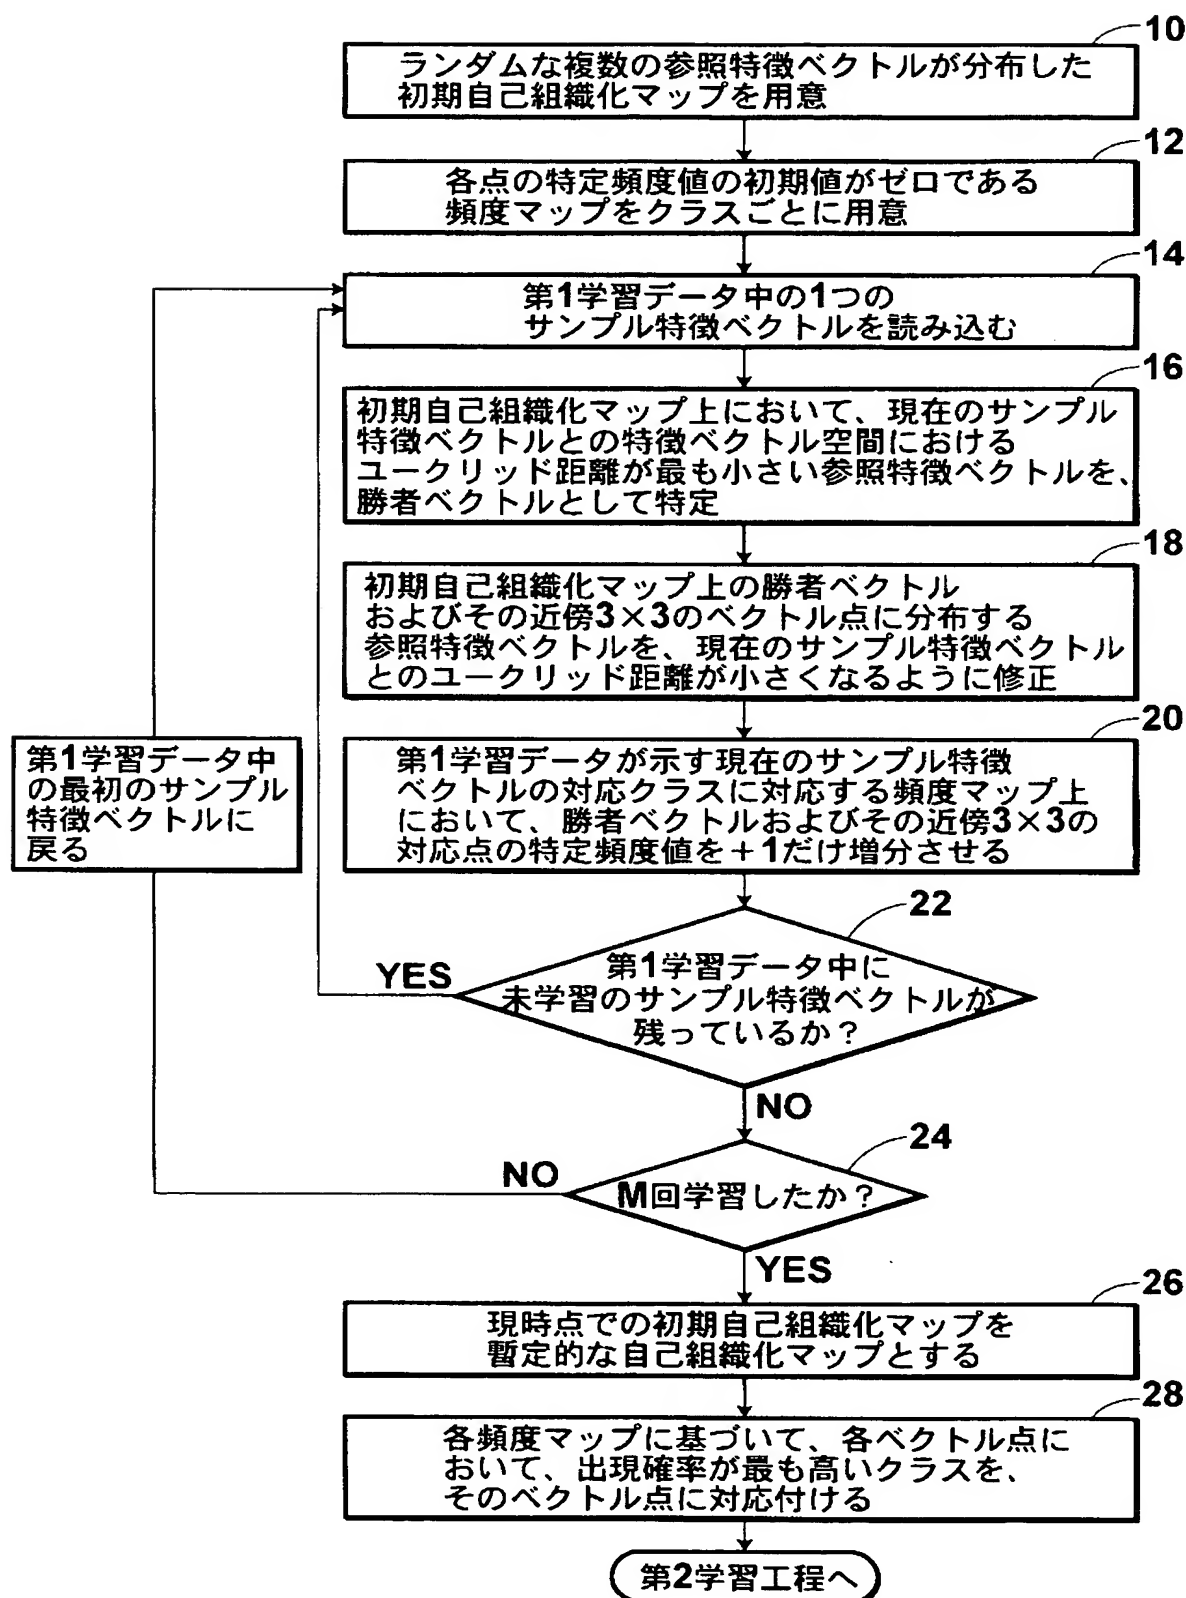 10
ランダムな複数の参照特徴ベクトルが分布した
初期自己組織化マップを用意
12
各点の特定頻度値の初期値がゼロである
頻度マップをクラスごとに用意
14
第1学習データ中の1つの
サンプル特徴ベクトルを読み込む
16
初期自己組織化マップ上において、現在のサンプル
特徴ベクトルとの特徴ベクトル空間における
ユークリッド距離が最も小さい参照特徴ベクトルを、
勝者ベクトルとして特定
18
初期自己組織化マップ上の勝者ベクトル
およびその近傍3×3のベクトル点に分布する
参照特徴ベクトルを、現在のサンプル特徴ベクトル
とのユークリッド距離が小さくなるように修正
20
第1学習データが示す現在のサンプル特徴
ベクトルの対応クラスに対応する頻度マップ上
において、勝者ベクトルおよびその近傍3×3の
対応点の特定頻度値を+1だけ増分させる
第1学習データ中
の最初のサンプル
特徴ベクトルに
戻る
22
YES
第1学習データ中に
未学習のサンプル特徴ベクトルが
残っているか?
NO
24
NO
M回学習したか?
YES
26
現時点での初期自己組織化マップを
暫定的な自己組織化マップとする
28
各頻度マップに基づいて、各ベクトル点に
おいて、出現確率が最も高いクラスを、
そのベクトル点に対応付ける
第2学習工程へ